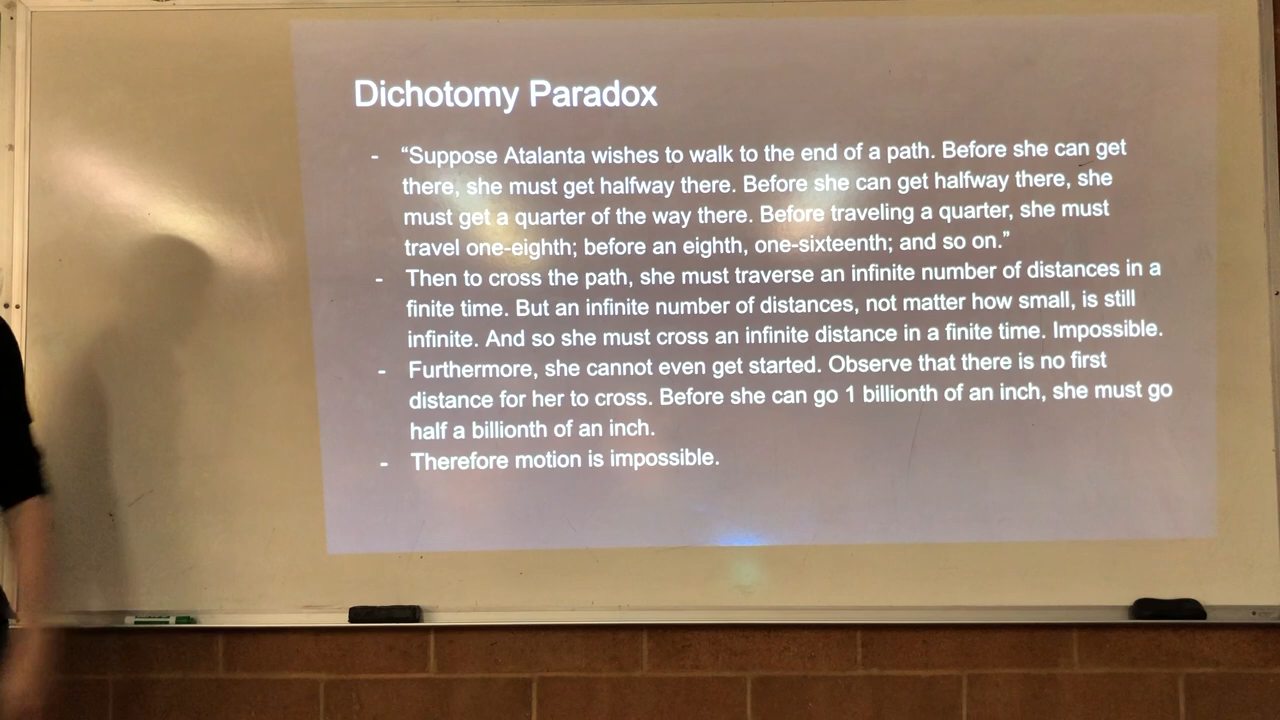 Dichotomy Paradox
- “Suppose Atalanta wishes to walk to the end of a path. Before she can get
there, she must get halfway there. Before she can get halfway there, she
must get a quarter of the way there. Before traveling a quarter, she must
travel one-eighth; before an eighth, one-sixteenth; and so on.”
- Then to cross the path, she must traverse an infinite number of distances in a
finite time. But an infinite number of distances, not matter how small, is still
infinite. And so she must cross an infinite distance in a finite time. Impossible.
- Furthermore, she cannot even get started. Observe that there is no first
distance for her to cross. Before she can go 1 billionth of an inch, she must go
half a billionth of an inch.
- Therefore motion is impossible.